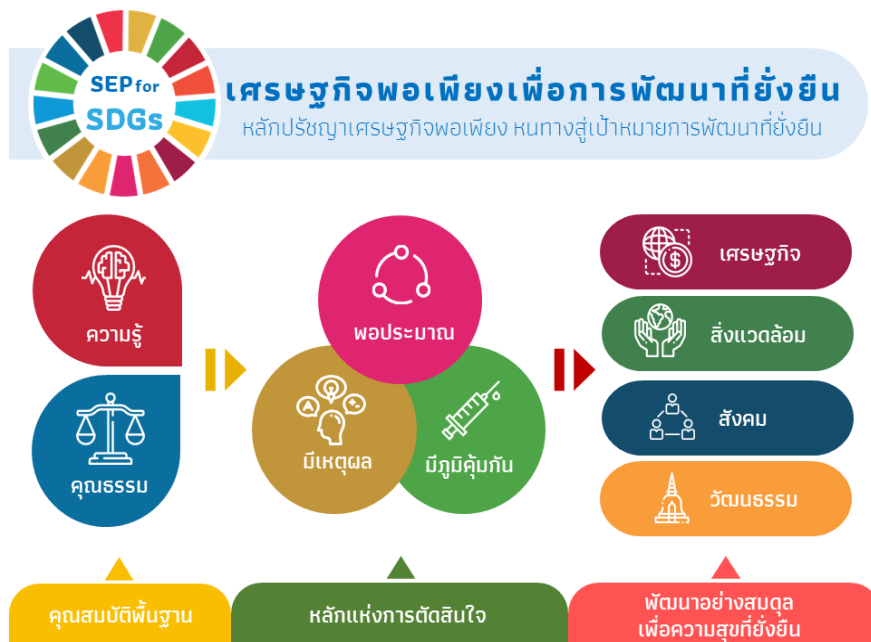 SEP for
SDGs
เศรษฐกิจพอเพียงเพื่อการพัฒนาที่ยั่งยืน
หลักปรัชญาเศรษฐกิจพอเพียง หนทางสู่เป้าหมายการพัฒนาที่ยั่งยืน
ความรู้
คุณธรรม
พอประมาณ
มีเหตุผล
มีภูมิคุ้มกัน
เศรษฐกิจ
สิ่งแวดล้อม
สังคม
วัฒนธรรม
คุณสมบัติพื้นฐาน
หลักแห่งการตัดสินใจ
พัฒนาอย่างสมดุล
เพื่อความสุขที่ยั่งยืน